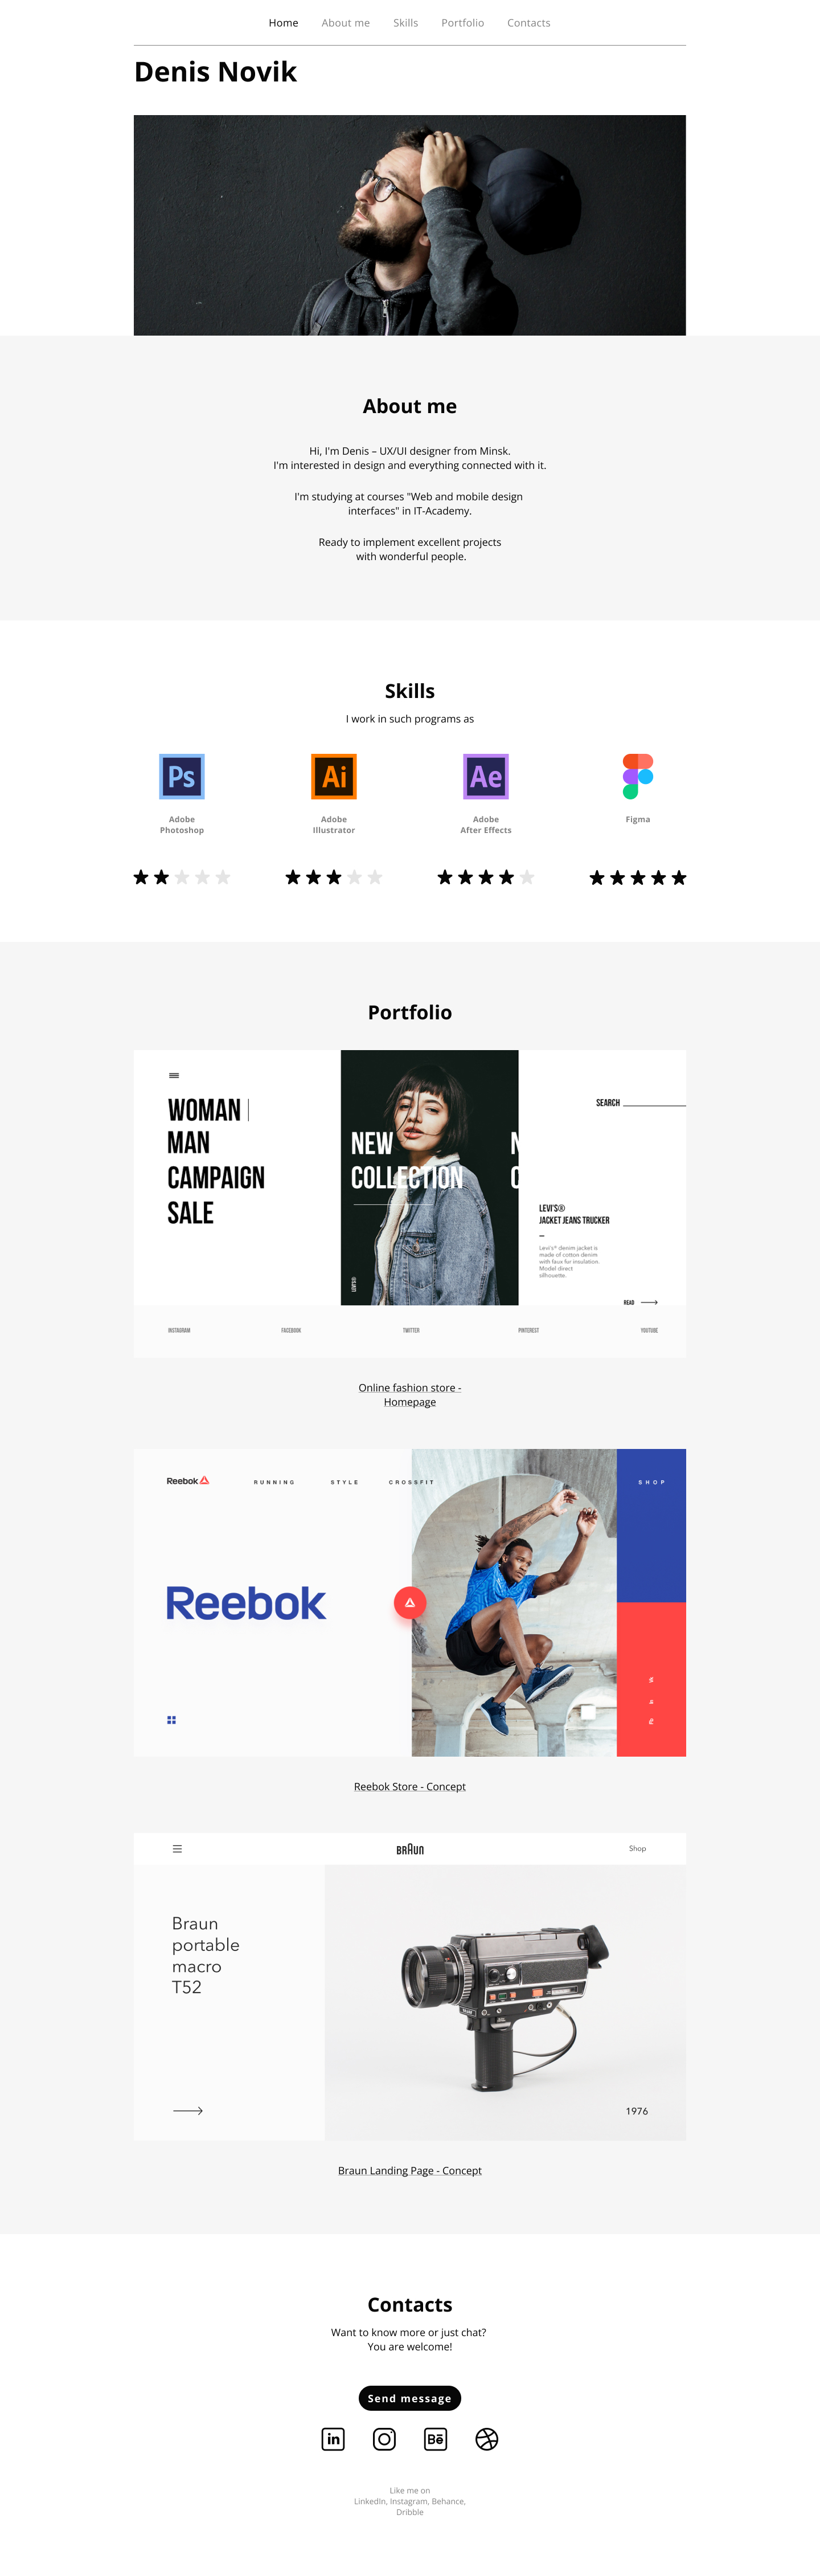 Home About me Skills Portfolio Contacts
Denis Novik
About me
Hi, I'm Denis – UX/UI designer from Minsk.
I'm interested in design and everything connected with it.
I'm studying at courses "Web and mobile design
interfaces" in IT-Academy.
Ready to implement excellent projects
with wonderful people.
Skills
I work in such programs as
Ps Ai Ae
Adobe
Photoshop
Adobe
Illustrator
Adobe
After Effects
Figma
Portfolio
WOMAN
MAN
CAMPAIGN
SALE
NEW
COLLECTION
N
C
SEARCH
LEVI'S®
JACKET JEANS TRUCKER
Levi's® denim jacket is
made of cotton denim
with faux fur insulation.
Model direct
silhouette.
READ
INSTAGRAM FACEBOOK TWITTER PINTEREST YOUTUBE
Online fashion store -
Homepage
Reebok RUNNING STYLE CROSSFIT SHOP
Reebok
Reebok Store - Concept
BRAUN Shop
Braun
portable
macro
T52
1976
Braun Landing Page - Concept
Contacts
Want to know more or just chat?
You are welcome!
Send message
in Bē
Like me on
LinkedIn, Instagram, Behance,
Dribble